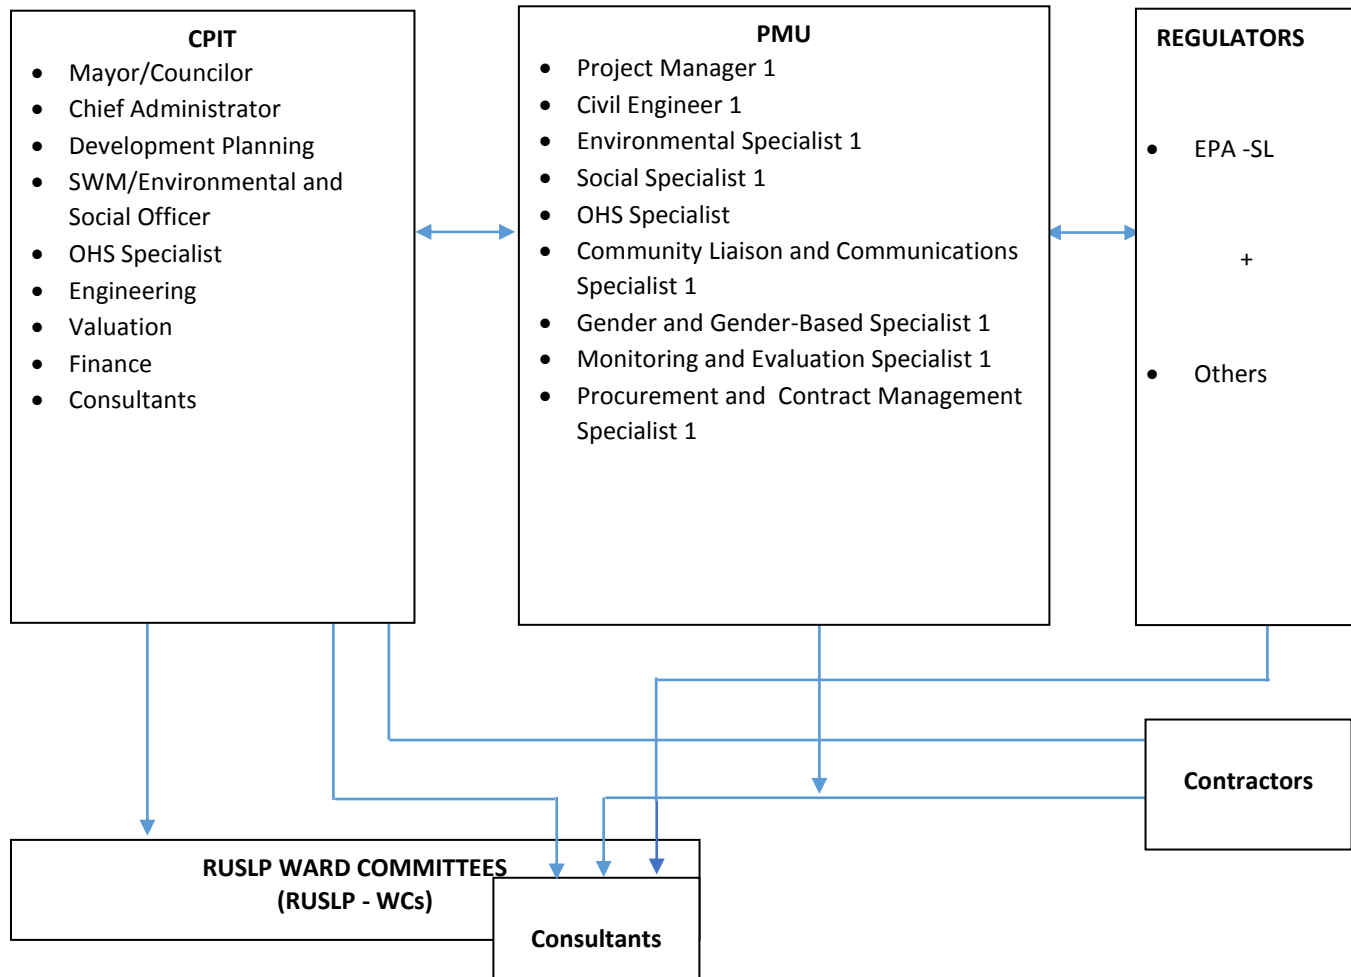 CPIT
• Mayor/Councilor
• Chief Administrator
• Development Planning
• SWM/Environmental and
Social Officer
• OHS Specialist
• Engineering
• Valuation
• Finance
• Consultants
PMU
• Project Manager 1
• Civil Engineer 1
• Environmental Specialist 1
• Social Specialist 1
• OHS Specialist
• Community Liaison and Communications
Specialist 1
• Gender and Gender-Based Specialist 1
• Monitoring and Evaluation Specialist 1
• Procurement and  Contract Management
Specialist 1
REGULATORS
• EPA -SL
+
• Others
Contractors
RUSLP WARD COMMITTEES
(RUSLP - WCs)
Consultants